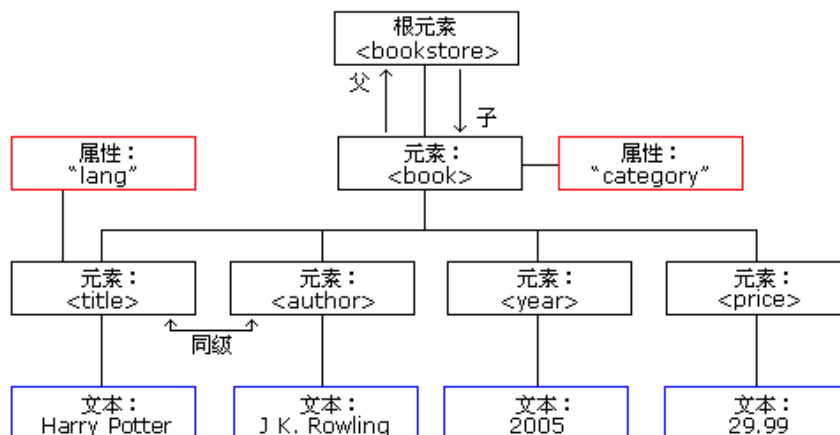 根元素
<bookstore>
父
子
属性：
"lang"
元素：
<book>
属性：
"category"
元素：
<title>
元素：
<author>
元素：
<year>
元素：
<price>
同级
文本：
Harry Potter
文本：
J K. Rowling
文本：
2005
文本：
29.99